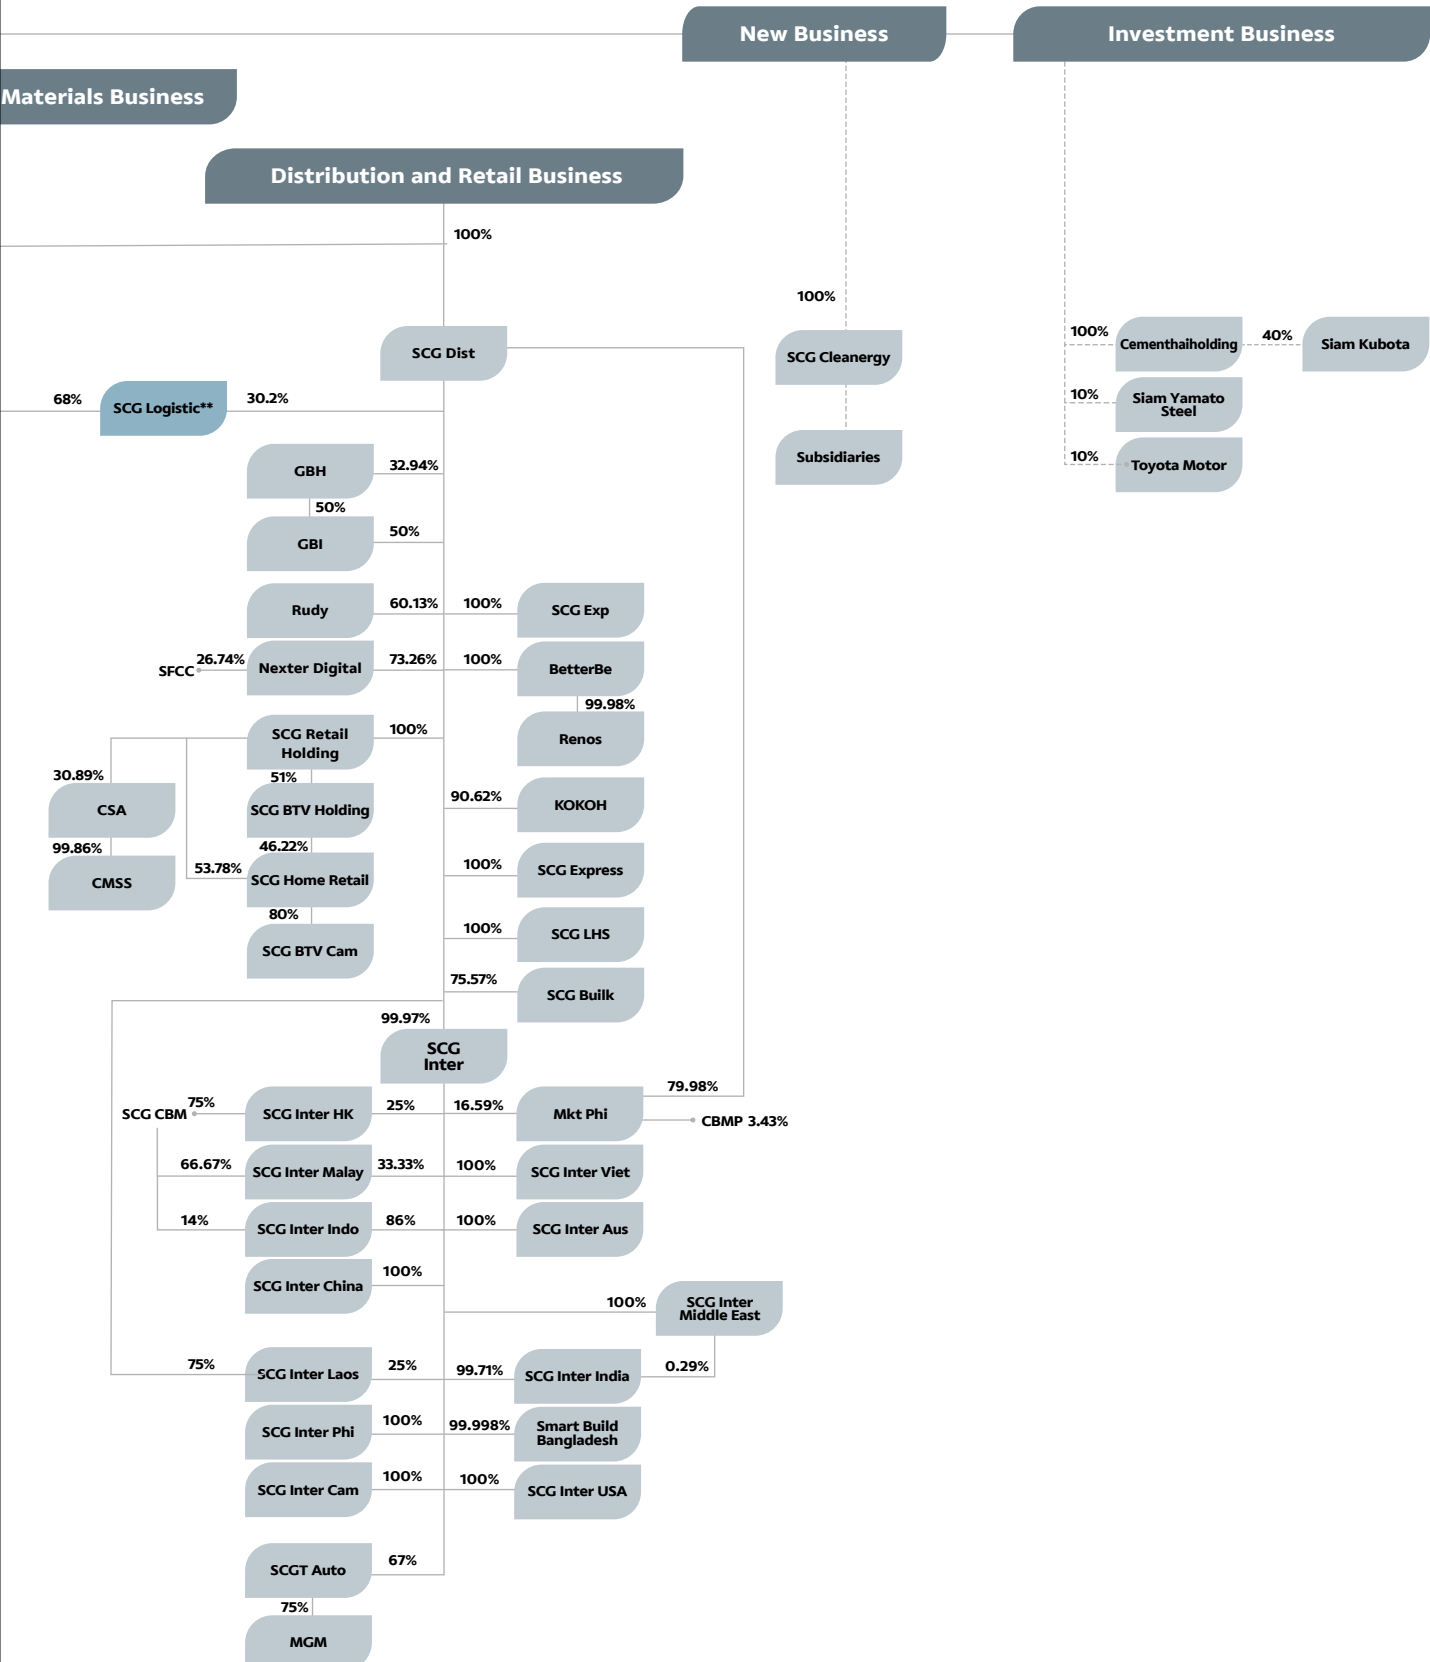 New Business
Investment Business
Materials Business
Distribution and Retail Business
100%
100%
SCG Dist
SCG Cleanergy
100%
Cementhaiholding
40%
Siam Kubota
68%
SCG Logistic**
30.2%
10%
Siam Yamato
Steel
GBH
32.94%
Subsidiaries
10%
Toyota Motor
50%
GBI
50%
Rudy
60.13%
100%
SCG Exp
SFCC
26.74%
Nexter Digital
73.26%
100%
BetterBe
99.98%
SCG Retail
Holding
100%
Renos
30.89%
51%
CSA
SCG BTV Holding
90.62%
KOKOH
99.86%
46.22%
CMSS
53.78%
SCG Home Retail
100%
SCG Express
80%
SCG BTV Cam
100%
SCG LHS
75.57%
SCG Builk
99.97%
SCG
Inter
SCG CBM
75%
SCG Inter HK
25%
16.59%
Mkt Phi
79.98%
CBMP 3.43%
66.67%
SCG Inter Malay
33.33%
100%
SCG Inter Viet
14%
SCG Inter Indo
86%
100%
SCG Inter Aus
SCG Inter China
100%
100%
SCG Inter
Middle East
75%
SCG Inter Laos
25%
99.71%
SCG Inter India
0.29%
SCG Inter Phi
100%
99.998%
Smart Build
Bangladesh
SCG Inter Cam
100%
100%
SCG Inter USA
SCGT Auto
67%
75%
MGM